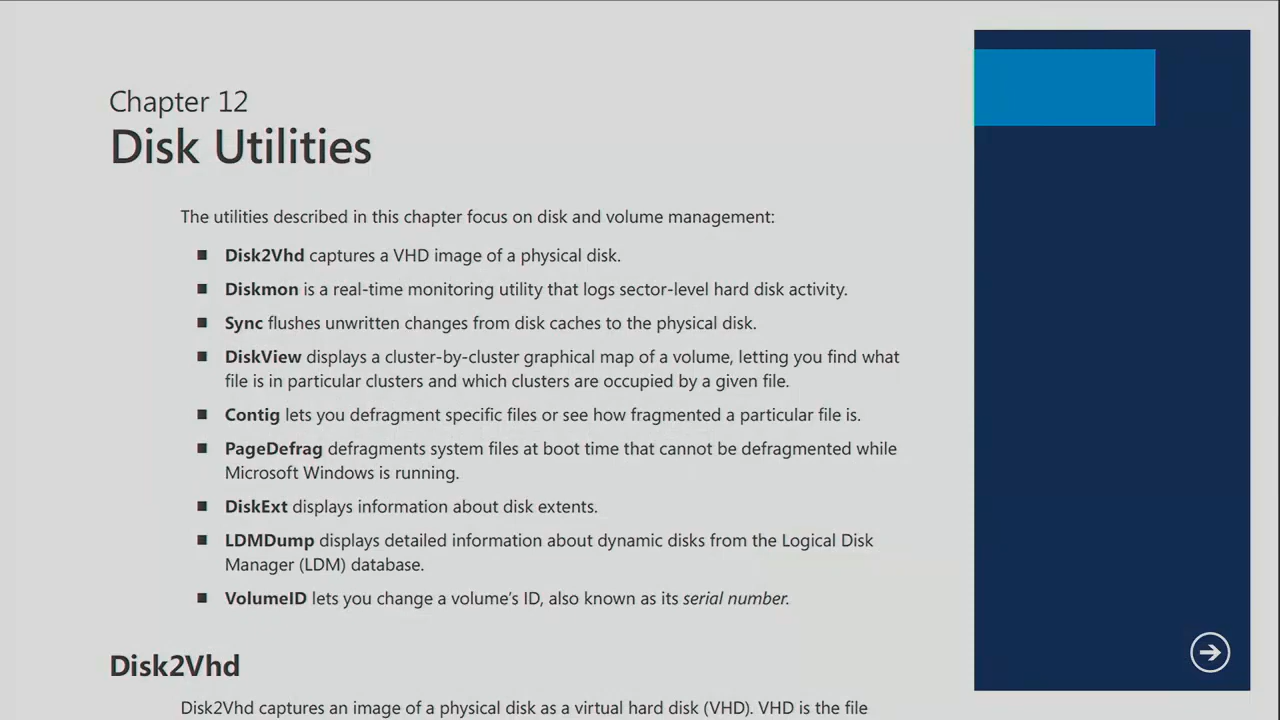 Chapter 12
Disk Utilities
The utilities described in this chapter focus on disk and volume management:
■ Disk2Vhd captures a VHD image of a physical disk.
■ Diskmon is a real-time monitoring utility that logs sector-level hard disk activity.
■ Sync flushes unwritten changes from disk caches to the physical disk.
■ DiskView displays a cluster-by-cluster graphical map of a volume, letting you find what
file is in particular clusters and which clusters are occupied by a given file.
■ Contig lets you defragment specific files or see how fragmented a particular file is.
■ PageDefrag defragments system files at boot time that cannot be defragmented while
Microsoft Windows is running.
■ DiskExt displays information about disk extents.
■ LDMDump displays detailed information about dynamic disks from the Logical Disk
Manager (LDM) database.
■ VolumeID lets you change a volume’s ID, also known as its serial number.
Disk2Vhd
Disk2Vhd captures an image of a physical disk as a virtual hard disk (VHD). VHD is the file